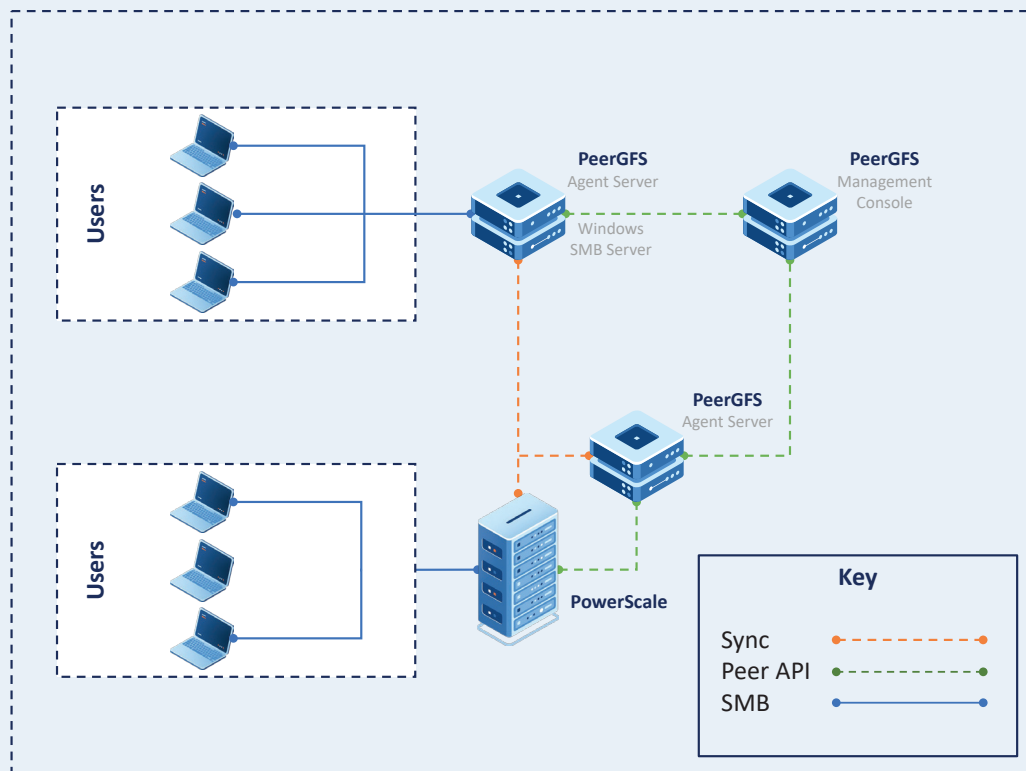 Users
PeerGFS
Agent Server
Windows
SMB Server
PeerGFS
Management
Console
PeerGFS
Agent Server
Users
PowerScale
Key
Sync
Peer API
SMB